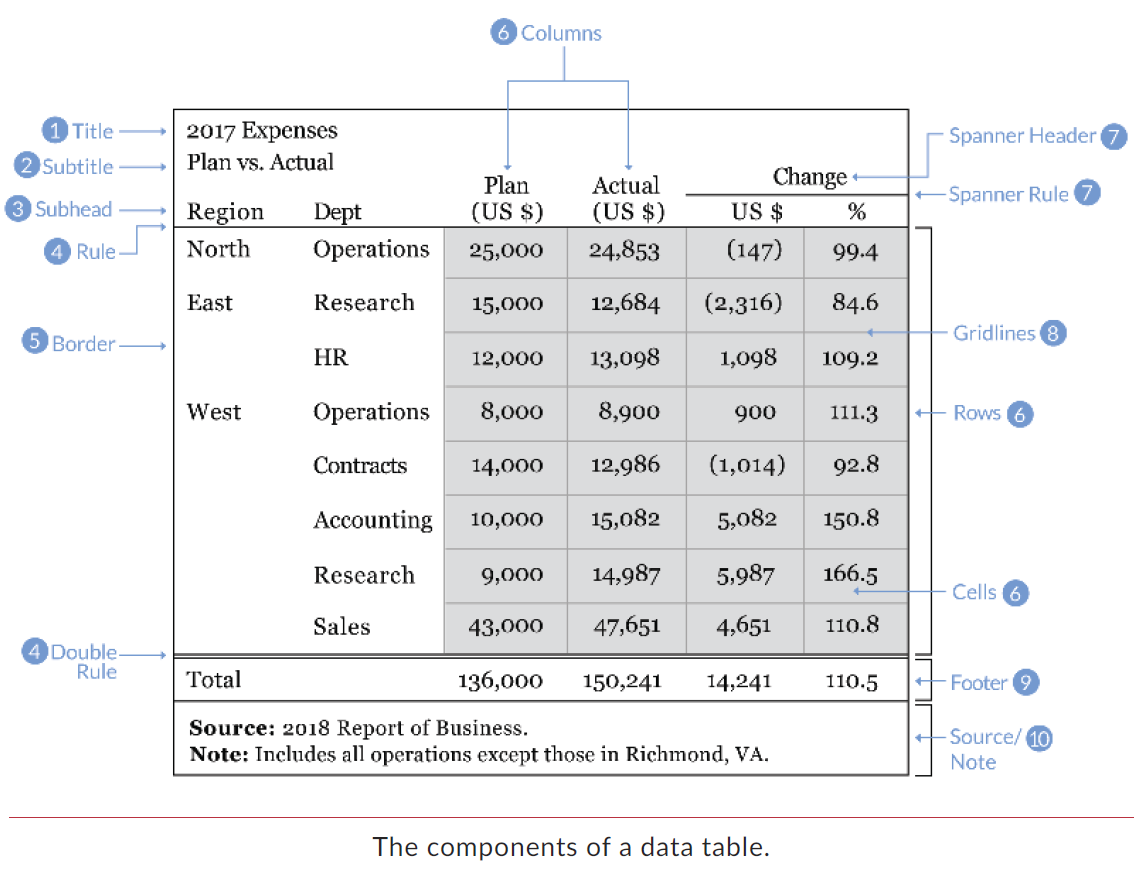 6 Columns
1 Title
2017 Expenses
2 Subtitle
Plan vs. Actual
Spanner Header 7
Change
Spanner Rule 7
3 Subhead
Region Dept Plan (US $) Actual (US $) US $ %
4 Rule
North Operations 25,000 24,853 (147) 99.4
East Research 15,000 12,684 (2,316) 84.6
Gridlines 8
5 Border
HR 12,000 13,098 1,098 109.2
West Operations 8,000 8,900 900 111.3
Rows 6
Contracts 14,000 12,986 (1,014) 92.8
Accounting 10,000 15,082 5,082 150.8
Research 9,000 14,987 5,987 166.5
Cells 6
Sales 43,000 47,651 4,651 110.8
4 Double
Rule
Total 136,000 150,241 14,241 110.5
Footer 9
Source: 2018 Report of Business.
Note: Includes all operations except those in Richmond, VA.
Source/ 10
Note
The components of a data table.